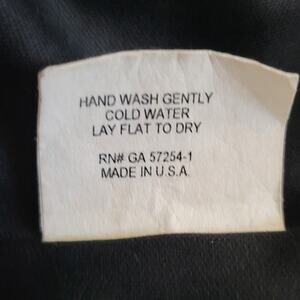 HAND WASH GENTLY
COLD WATER
LAY FLAT TO DRY
RN# GA 57254-1
MADE IN U.S.A.